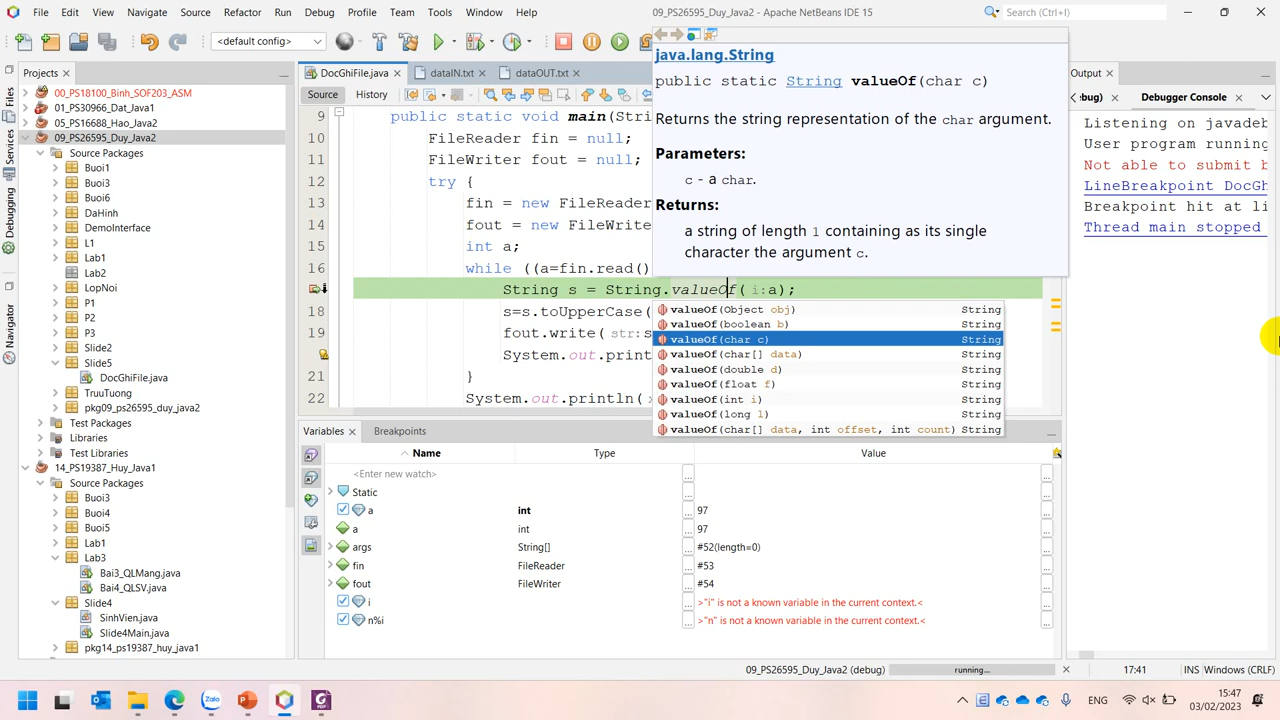 File Edit View Navigate Source Refactor Run Debug Profile Team Tools Window Help
09_PS26595_Duy_Java2 - Apache NetBeans IDE 15
Search (Ctrl+I)
<default config>
Projects
Files
Services
Debugging
Navigator
00_PS18100_Binh_SOF203_ASM
01_PS30966_Dat_Java1
05_PS16688_Hao_Java2
09_PS26595_Duy_Java2
Source Packages
Buoi1
Buoi3
Buoi6
DaHinh
DemoInterface
L1
Lab1
Lab2
LopNoi
P1
P2
P3
Slide2
Slide5
DocGhiFile.java
TruuTuong
pkg09_ps26595_duy_java2
Test Packages
Libraries
Test Libraries
14_PS19387_Huy_Java1
Source Packages
Buoi3
Buoi4
Buoi5
Lab1
Lab3
Bai3_QLMang.java
Bai4_QLSV.java
Slide4
SinhVien.java
Slide4Main.java
pkg14_ps19387_huy_java1
DocGhiFile.java dataIN.txt dataOUT.txt
Source History
9 public static void main(Stri
10 FileReader fin = null;
11 FileWriter fout = null;
12 try {
13 fin = new FileReader
14 fout = new FileWrite
15 int a;
16 while ((a=fin.read()
String s = String.valueOf( i:a);
18 s=s.toUpperCase(
19 fout.write( str:s
System.out.print
21 }
22 System.out.println(
java.lang.String
public static String valueOf(char c)
Returns the string representation of the char argument.
Parameters:
c - a char.
Returns:
a string of length 1 containing as its single
character the argument c.
valueOf(Object obj) String
valueOf(boolean b) String
valueOf(char c) String
valueOf(char[] data) String
valueOf(double d) String
valueOf(float f) String
valueOf(int i) String
valueOf(long l) String
valueOf(char[] data, int offset, int count) String
Output
bug) Debugger Console
Listening on javadeb
User program running
Not able to submit b
LineBreakpoint DocGh
Breakpoint hit at li
Thread main stopped
Variables Breakpoints
Name Type Value
<Enter new watch>
Static
a int 97
a int 97
args String[] #52(length=0)
fin FileReader #53
fout FileWriter #54
i >"i" is not a known variable in the current context.<
n%i >"n" is not a known variable in the current context.<
09_PS26595_Duy_Java2 (debug) running... 17:41 INS Windows (CRLF)
Zalo
ENG
15:47
03/02/2023